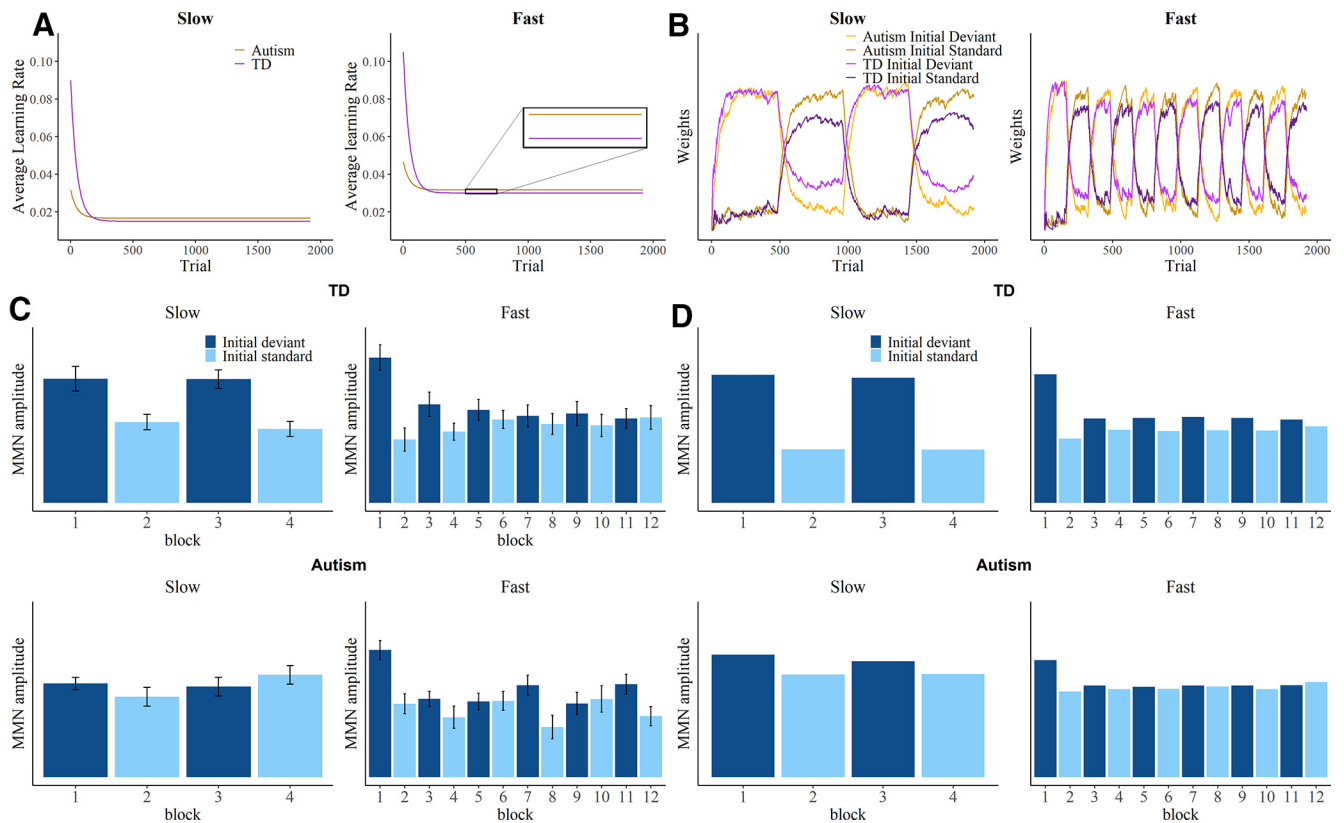 A
Slow
Fast
Average Learning Rate
0.10
0.08
0.06
0.04
0.02
Autism
TD
0
500
1000
1500
2000
Trial
Average Learning Rate
0.10
0.08
0.06
0.04
0.02
0
500
1000
1500
2000
Trial
B
Slow
Fast
Autism Initial Deviant
Autism Initial Standard
TD Initial Deviant
TD Initial Standard
Weights
0
500
1000
1500
2000
Trial
Weights
0
500
1000
1500
2000
Trial
C
TD
Slow
Fast
Initial deviant
Initial standard
MMN amplitude
1 2 3 4
block
MMN amplitude
1 2 3 4 5 6 7 8 9 10 11 12
block
Autism
Slow
Fast
MMN amplitude
1 2 3 4
block
MMN amplitude
1 2 3 4 5 6 7 8 9 10 11 12
block
D
TD
Slow
Fast
Initial deviant
Initial standard
MMN amplitude
1 2 3 4
block
MMN amplitude
1 2 3 4 5 6 7 8 9 10 11 12
block
Autism
Slow
Fast
MMN amplitude
1 2 3 4
block
MMN amplitude
1 2 3 4 5 6 7 8 9 10 11 12
block